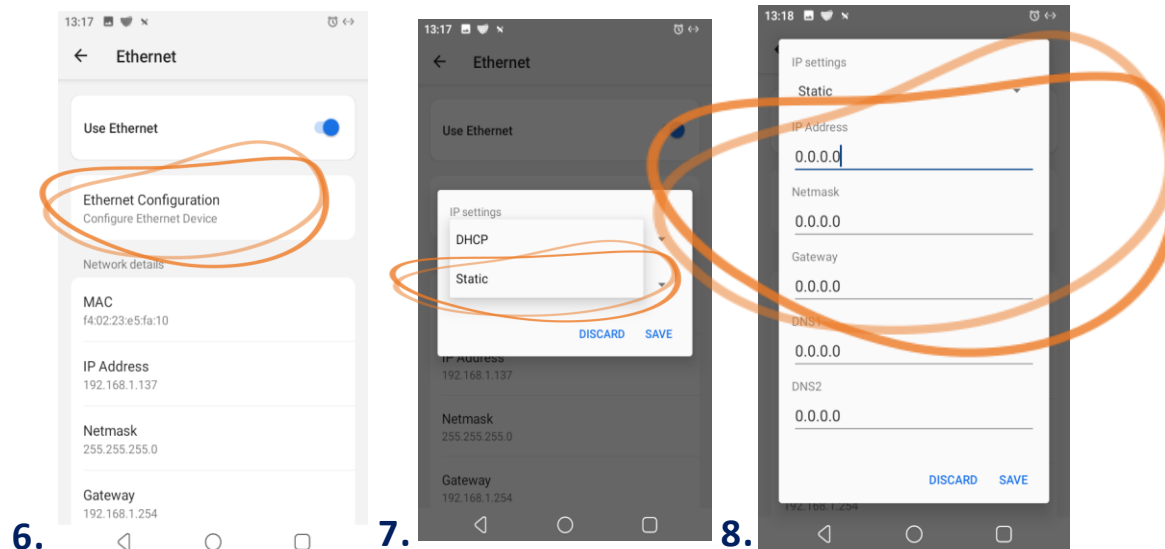 13:17
Ethernet
Use Ethernet
Ethernet Configuration
Configure Ethernet Device
Network details
MAC
f4:02:23:e5:fa:10
IP Address
192.168.1.137
Netmask
255.255.255.0
Gateway
192.168.1.254
6.
13:17
Ethernet
Use Ethernet
IP settings
DHCP
Static
DISCARD SAVE
IP Address
192.168.1.137
Netmask
255.255.255.0
Gateway
192.168.1.254
7.
13:18
IP settings
Static
IP Address
0.0.0.0
Netmask
0.0.0.0
Gateway
0.0.0.0
DNS1
0.0.0.0
DNS2
0.0.0.0
DISCARD SAVE
192.168.1.254
8.